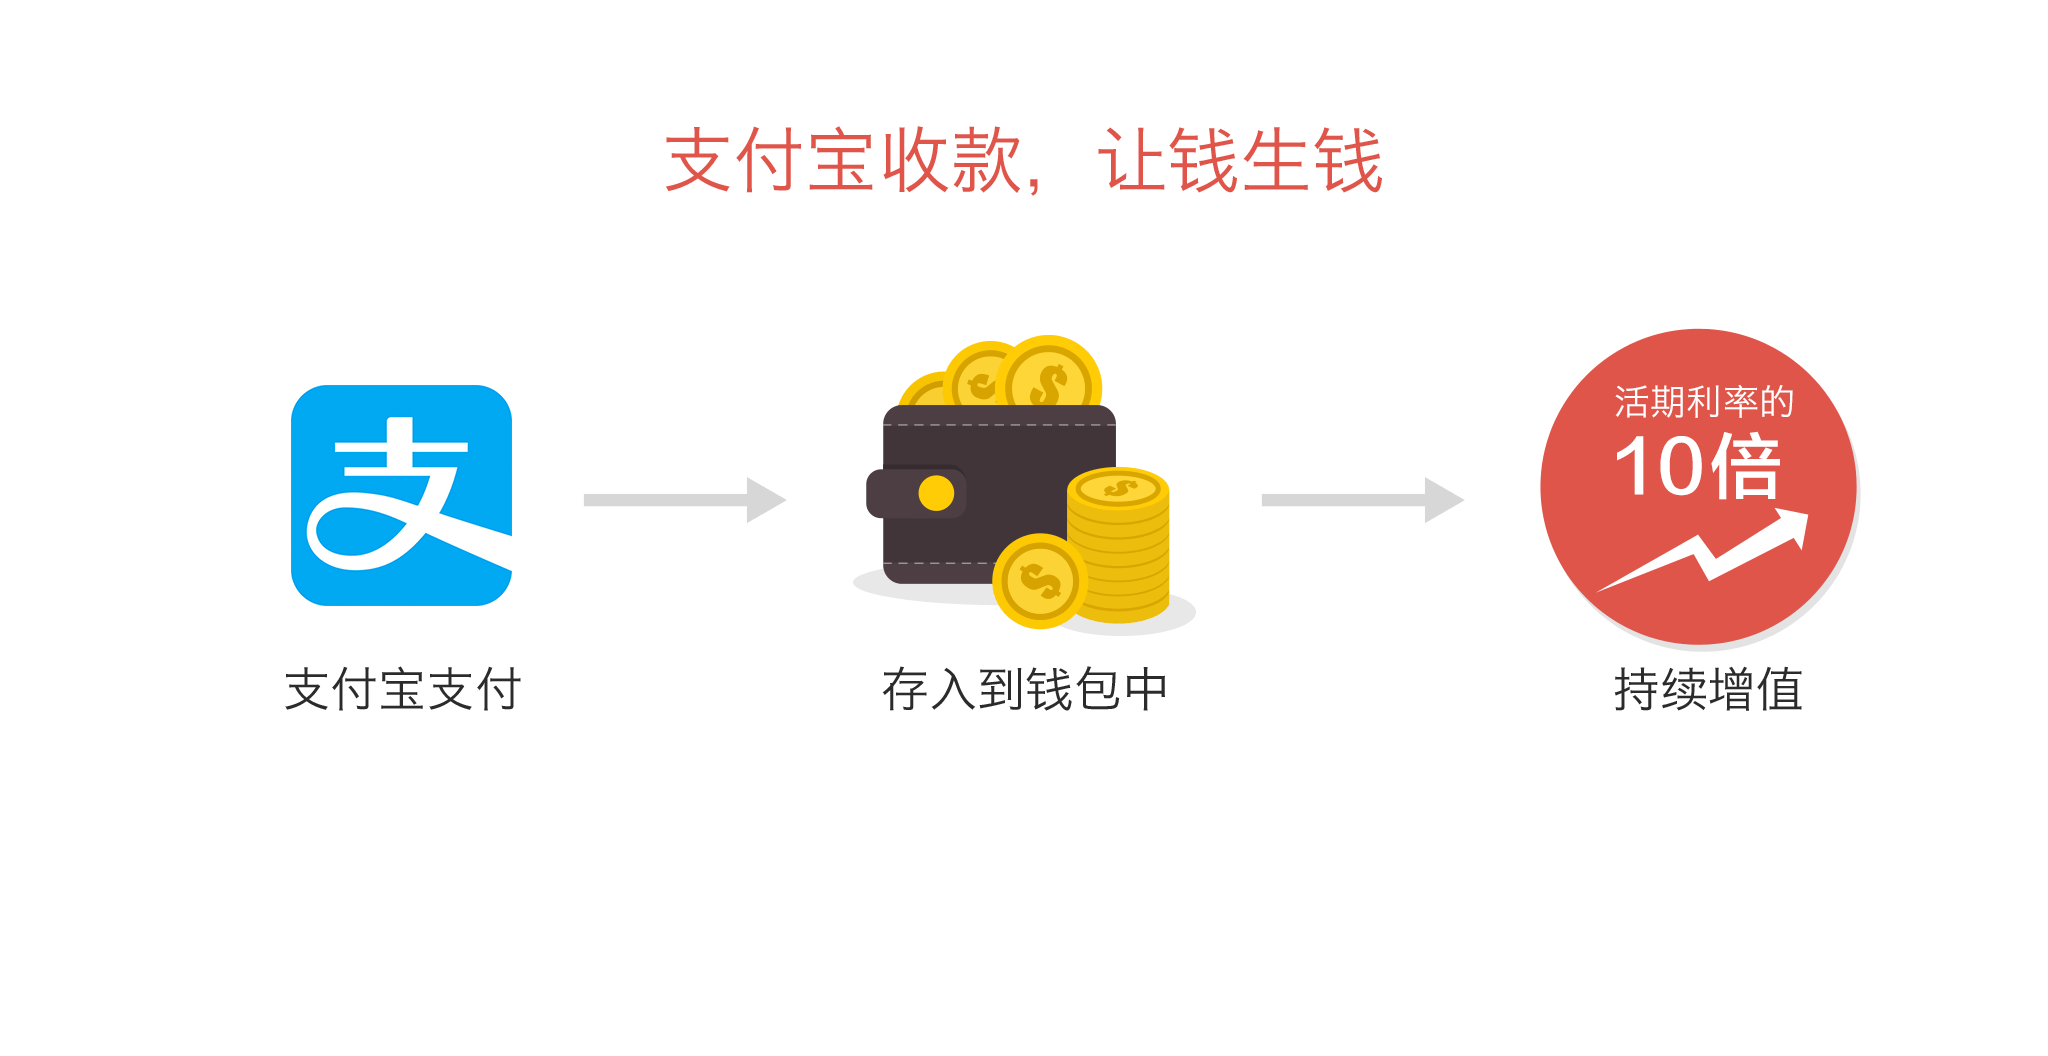 支付宝收款，让钱生钱
支
活期利率的
10倍
支付宝支付
存入到钱包中
持续增值